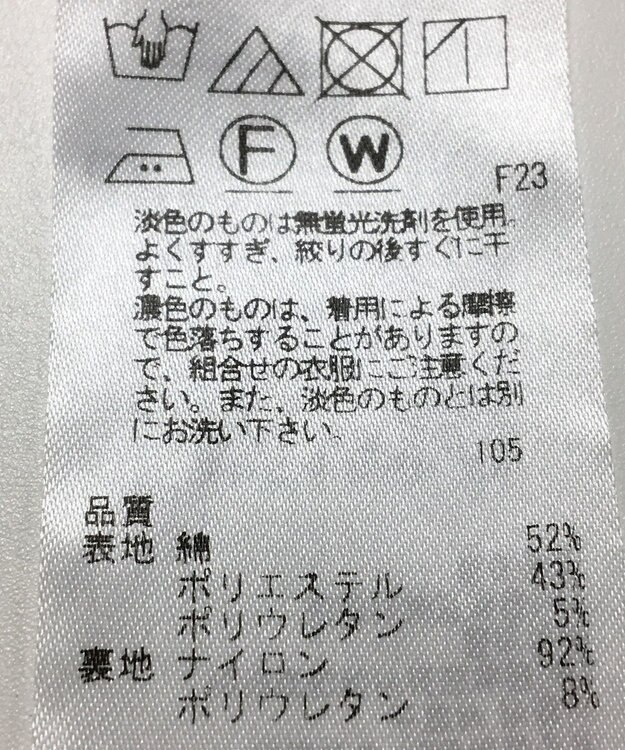 F W
F23
淡色のものは無蛍光洗剤を使用。
よくすすぎ、絞りの後すぐに干
すこと。
濃色のものは、着用による摩擦
で色落ちすることがありますの
で、組合せの衣服にご注意くだ
さい。また、淡色のものとは別
にお洗い下さい。
105
品質
表地 綿 52%
ポリエステル 43%
ポリウレタン 5%
裏地 ナイロン 92%
ポリウレタン 8%